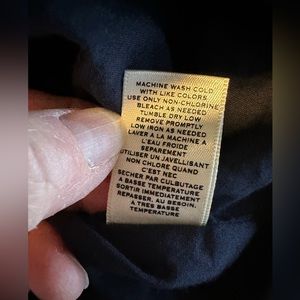 MACHINE WASH COLD
WITH LIKE COLORS
USE ONLY NON-CHLORINE
BLEACH AS NEEDED
TUMBLE DRY LOW
REMOVE PROMPTLY
LOW IRON AS NEEDED
LAVER A LA MACHINE A
L'EAU FROIDE
SEPAREMENT
UTILISER UN JAVELLISANT
NON CHLORE QUAND
C'EST NEC
SECHER PAR CULBUTAGE
A BASSE TEMPERATURE
SORTIR IMMEDIATEMENT
REPASSER, AU BESOIN,
A TRES BASSE
TEMPERATURE